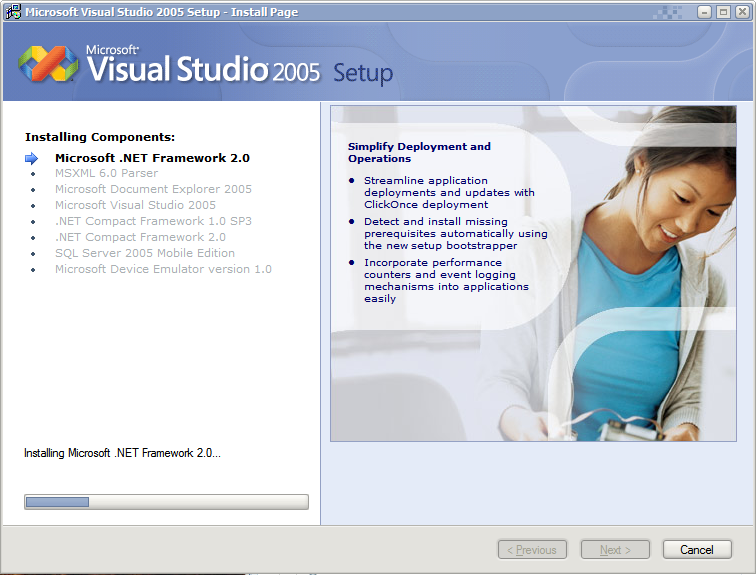 Microsoft Visual Studio 2005 Setup - Install Page
Microsoft®
Visual Studio® 2005 Setup
Installing Components:
Microsoft .NET Framework 2.0
MSXML 6.0 Parser
Microsoft Document Explorer 2005
Microsoft Visual Studio 2005
.NET Compact Framework 1.0 SP3
.NET Compact Framework 2.0
SQL Server 2005 Mobile Edition
Microsoft Device Emulator version 1.0
Installing Microsoft .NET Framework 2.0...
Simplify Deployment and
Operations
• Streamline application
deployments and updates with
ClickOnce deployment
• Detect and install missing
prerequisites automatically using
the new setup bootstrapper
• Incorporate performance
counters and event logging
mechanisms into applications
easily
< Previous
Next >
Cancel